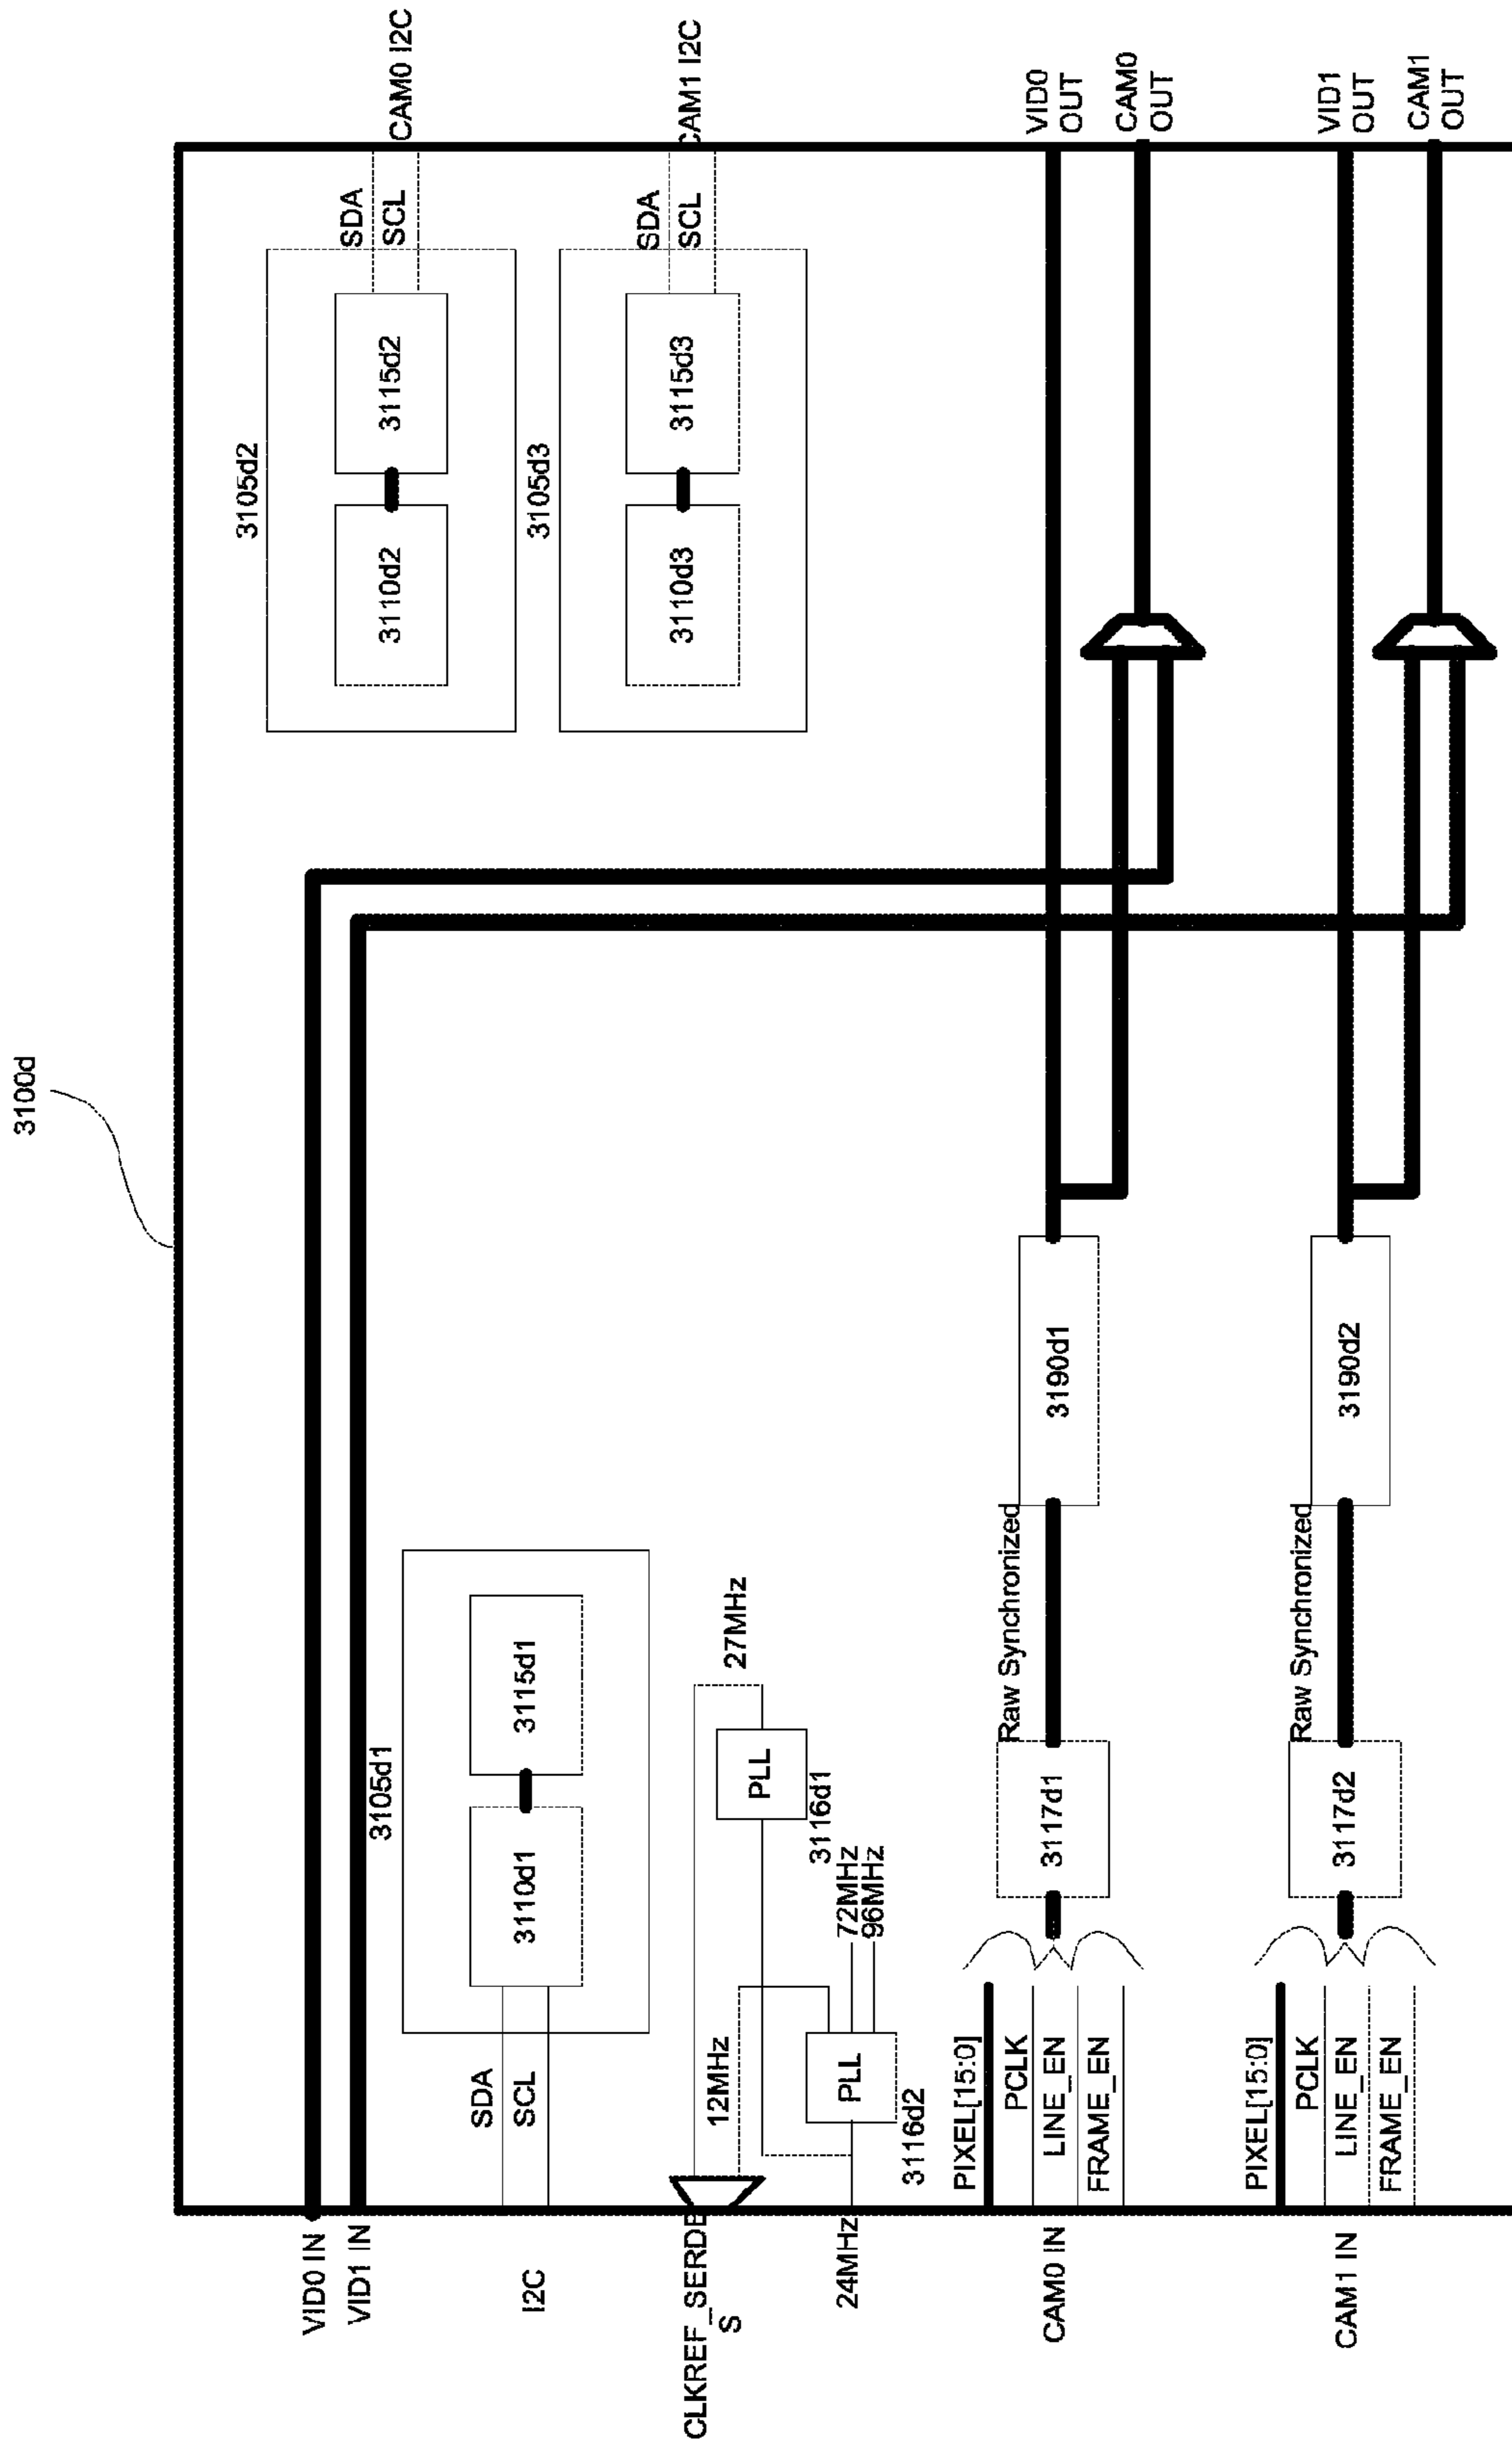 3100d
VID0 IN
VID1 IN
I2C
CLKREF_SERDE
S
24MHz
CAM0 IN
CAM1 IN
SDA
SCL
3105d1
3110d1
3115d1
12MHz
27MHz
PLL
3116d1
72MHz
96MHz
PLL
3116d2
PIXEL[15:0]
PCLK
LINE_EN
FRAME_EN
3117d1
Raw Synchronized
3190d1
PIXEL[15:0]
PCLK
LINE_EN
FRAME_EN
3117d2
Raw Synchronized
3190d2
3105d2
3110d2
3115d2
SDA
SCL
CAM0 I2C
3105d3
3110d3
3115d3
SDA
SCL
CAM1 I2C
VID0
OUT
CAM0
OUT
VID1
OUT
CAM1
OUT